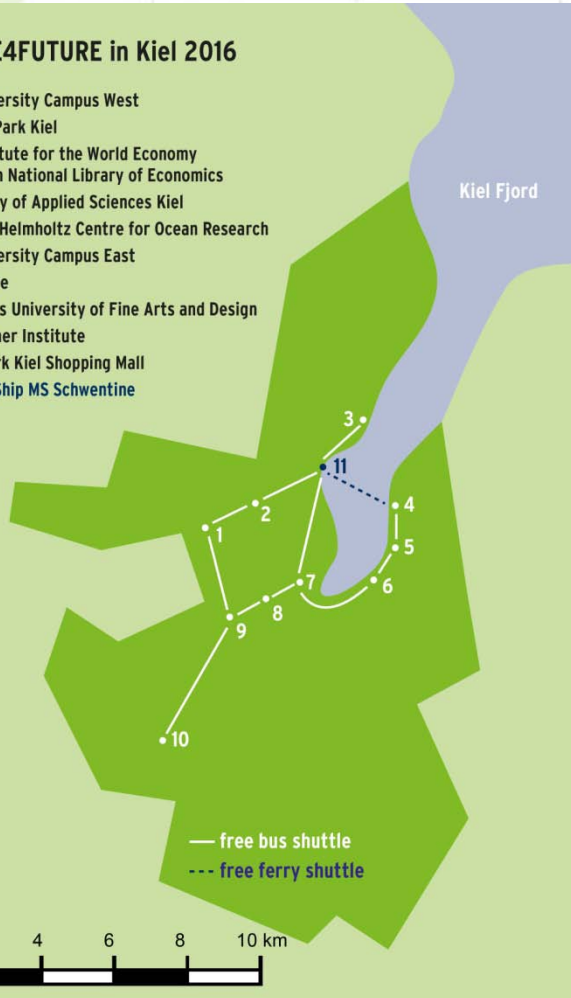 E4FUTURE in Kiel 2016
ersity Campus West
Park Kiel
tute for the World Economy
n National Library of Economics
y of Applied Sciences Kiel
Helmholtz Centre for Ocean Research
ersity Campus East
e
s University of Fine Arts and Design
ner Institute
rk Kiel Shopping Mall
Ship MS Schwentine
Kiel Fjord
3
11
4
2
1
5
7
6
8
9
10
free bus shuttle
free ferry shuttle
4 6 8 10 km